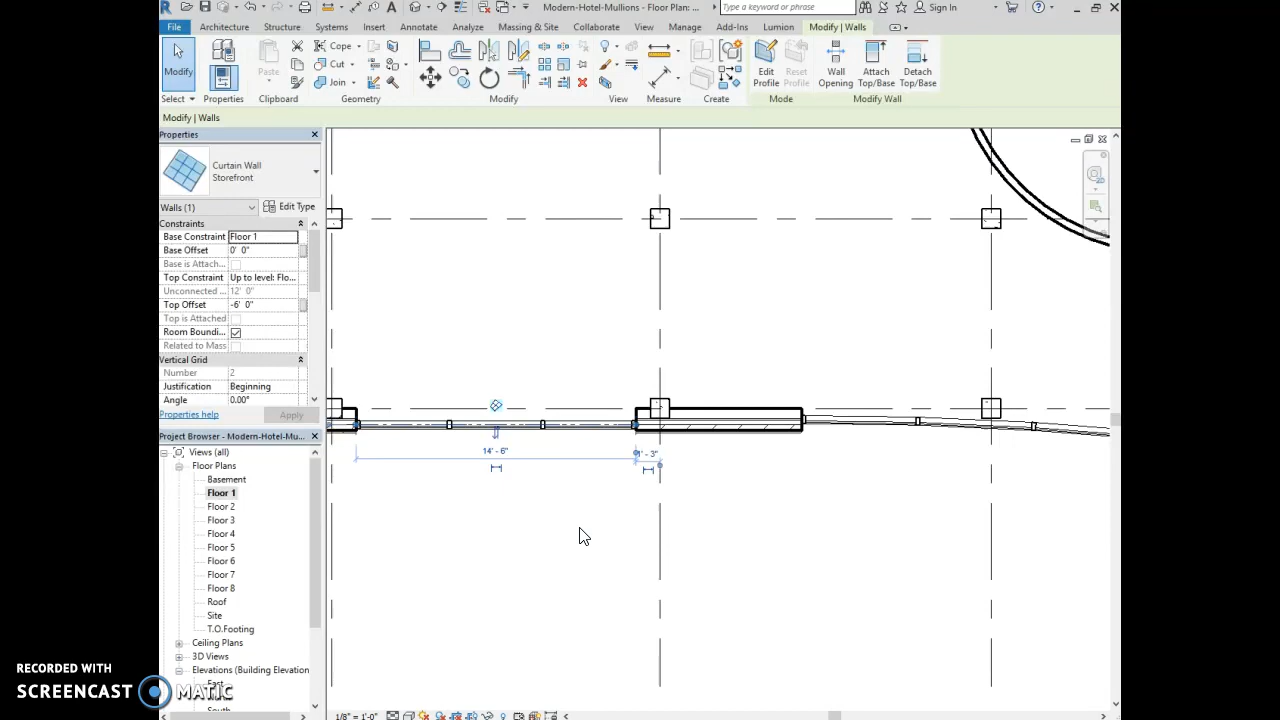 Modern-Hotel-Mullions - Floor Plan: ...
Type a keyword or phrase
Sign In
File Architecture Structure Systems Insert Annotate Analyze Massing & Site Collaborate View Manage Add-Ins Lumion Modify | Walls
Modify
Paste
Cope
Cut
Join
Edit Profile
Reset Profile
Wall Opening
Attach Top/Base
Detach Top/Base
Select Properties Clipboard Geometry Modify View Measure Create Mode Modify Wall
Modify | Walls
Properties
Curtain Wall
Storefront
Walls (1)
Edit Type
Constraints
Base Constraint Floor 1
Base Offset 0' 0"
Base is Attach...
Top Constraint Up to level: Flo...
Unconnected ... 12' 0"
Top Offset -6' 0"
Top is Attached
Room Boundi...
Related to Mass
Vertical Grid
Number 2
Justification Beginning
Angle 0.00°
Properties help
Apply
Project Browser - Modern-Hotel-Mu...
Views (all)
Floor Plans
Basement
Floor 1
Floor 2
Floor 3
Floor 4
Floor 5
Floor 6
Floor 7
Floor 8
Roof
Site
T.O.Footing
Ceiling Plans
3D Views
Elevations (Building Elevation
East
South
14' - 6"
1' - 3"
1/8" = 1'-0"
RECORDED WITH
SCREENCAST MATIC